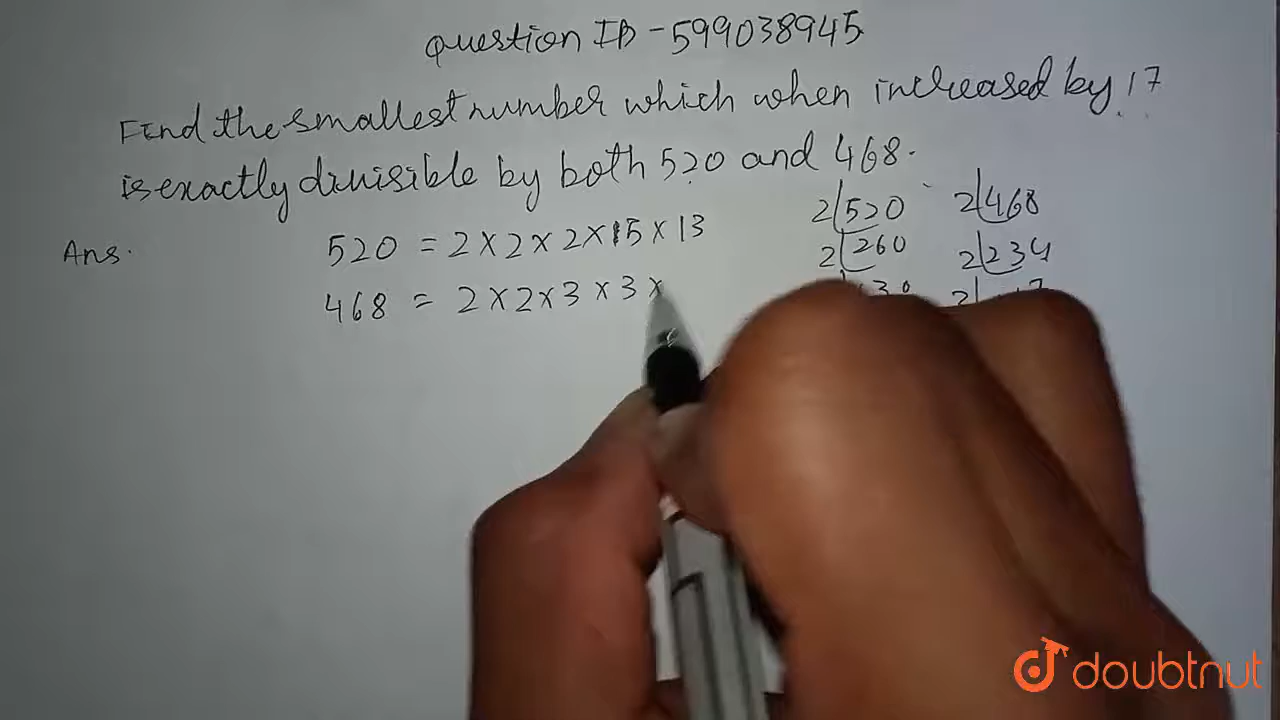 Question ID - 599038945
Find the smallest number which when increased by 17
is exactly divisible by both 520 and 468.
Ans.
520 = 2 × 2 × 2 × 5 × 13
2 520 2 468
2 260 2 234
468 = 2 × 2 × 3 × 3 ×
doubtnut